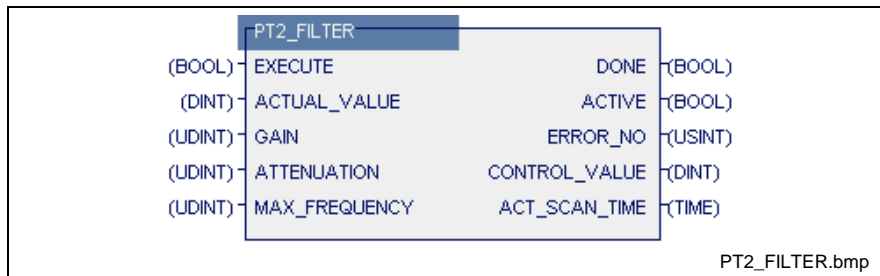 PT2_FILTER
(BOOL) EXECUTE DONE (BOOL)
(DINT) ACTUAL_VALUE ACTIVE (BOOL)
(UDINT) GAIN ERROR_NO (USINT)
(UDINT) ATTENUATION CONTROL_VALUE (DINT)
(UDINT) MAX_FREQUENCY ACT_SCAN_TIME (TIME)
PT2_FILTER.bmp